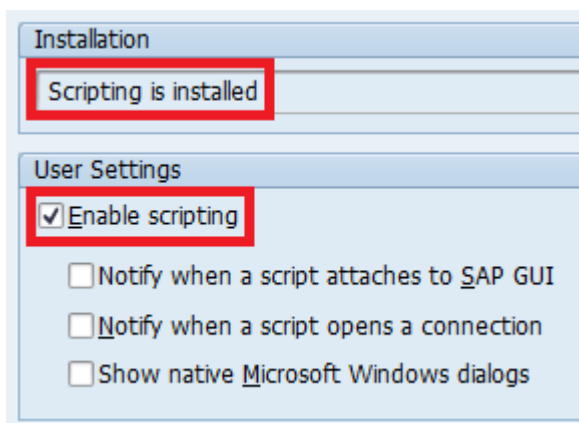 Installation
Scripting is installed
User Settings
Enable scripting
Notify when a script attaches to SAP GUI
Notify when a script opens a connection
Show native Microsoft Windows dialogs